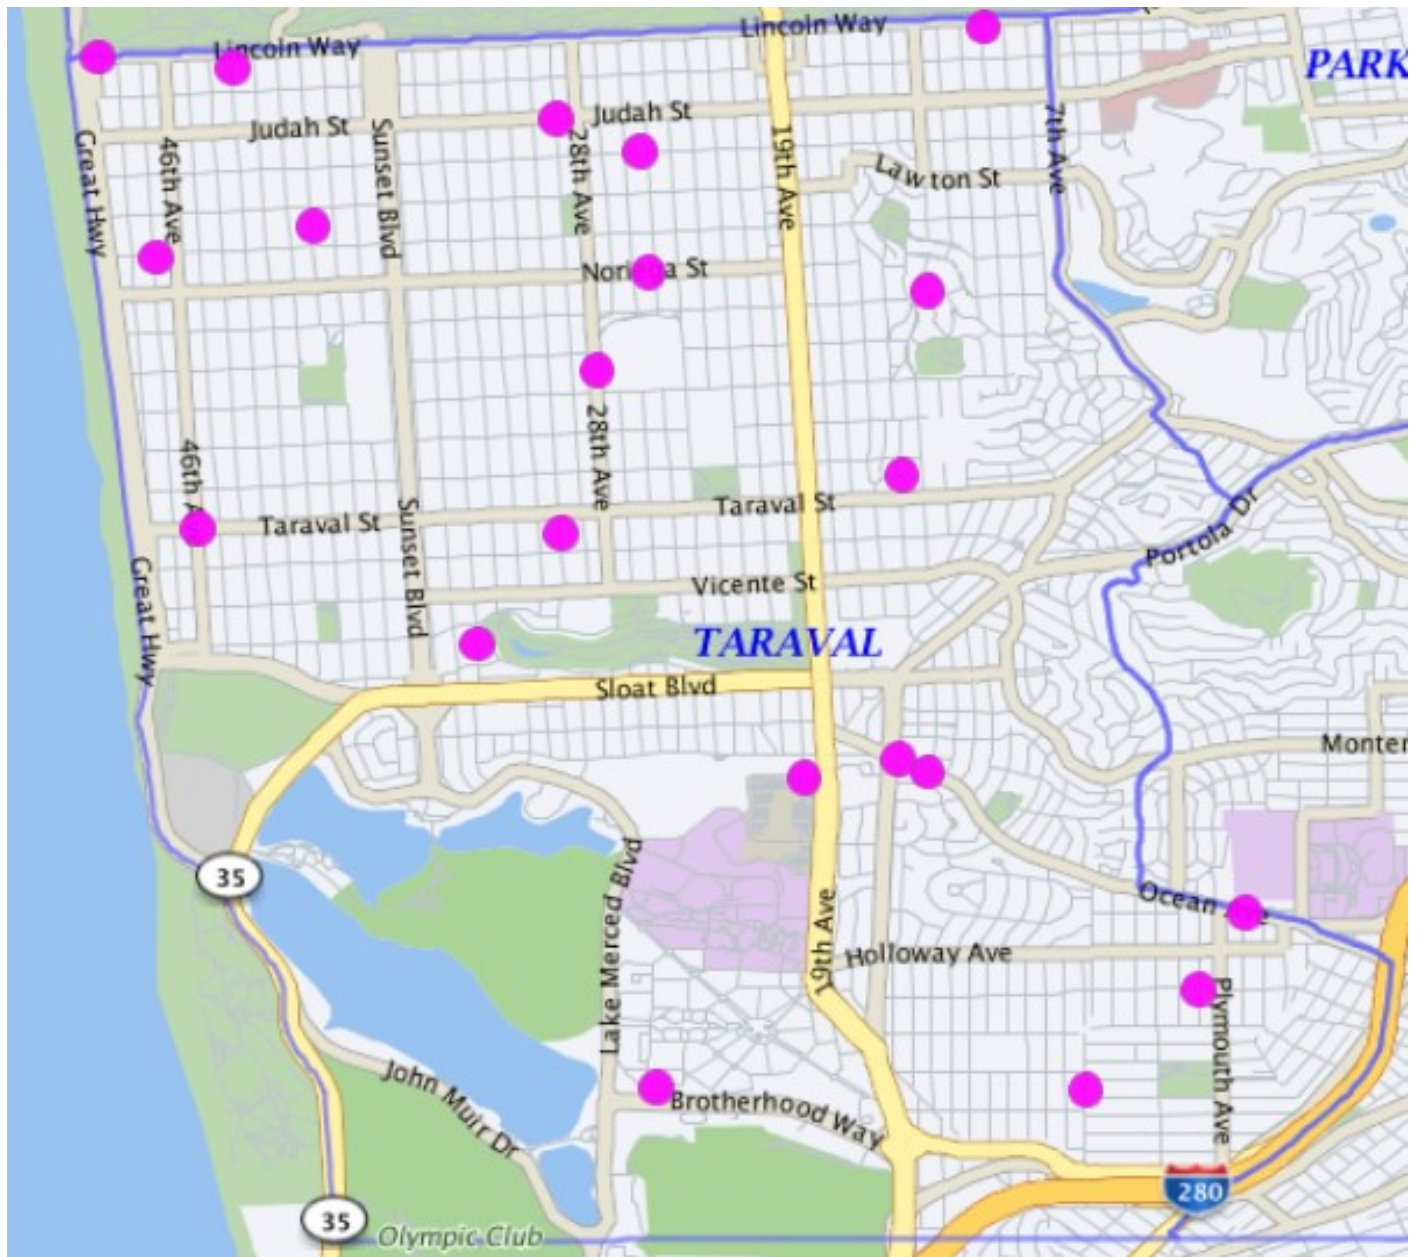 Lincoln Way
Lincoln Way
PARK
Judah St
Judah St
Great Hwy
46th Ave
Sunset Blvd
28th Ave
19th Ave
7th Ave
Lawton St
Noriega St
46th A
28th Ave
Taraval St
Taraval St
Sunset Blvd
Portola Dr
Great Hwy
Vicente St
TARAVAL
Sloat Blvd
Monter
35
Lake Merced Blvd
19th Ave
Ocean Ave
Holloway Ave
Plymouth Ave
John Muir Dr
Brotherhood Way
280
35
Olympic Club